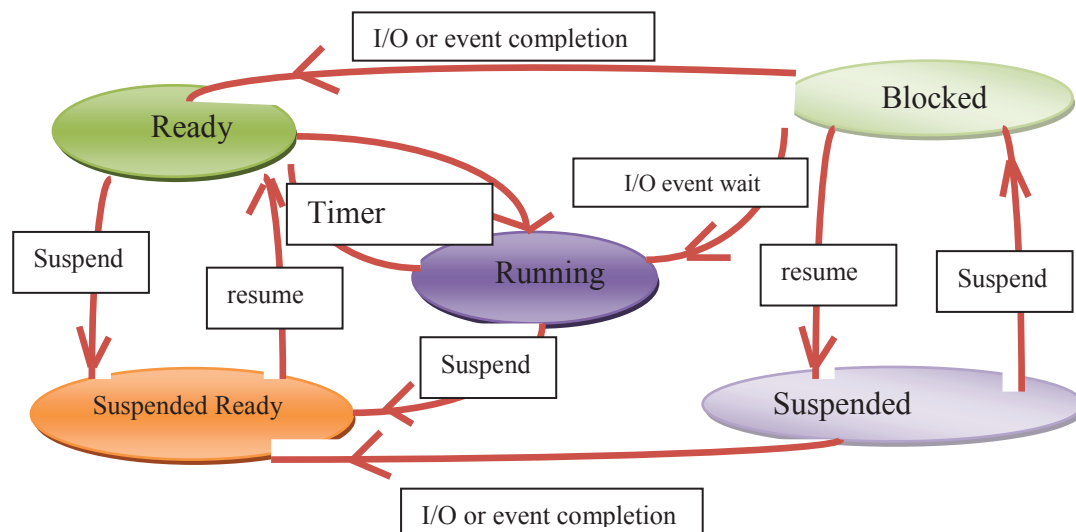 I/O or event completion
Blocked
Ready
I/O event wait
Timer
Suspend
Running
resume
resume
Suspend
Suspend
Suspended Ready
Suspended
I/O or event completion